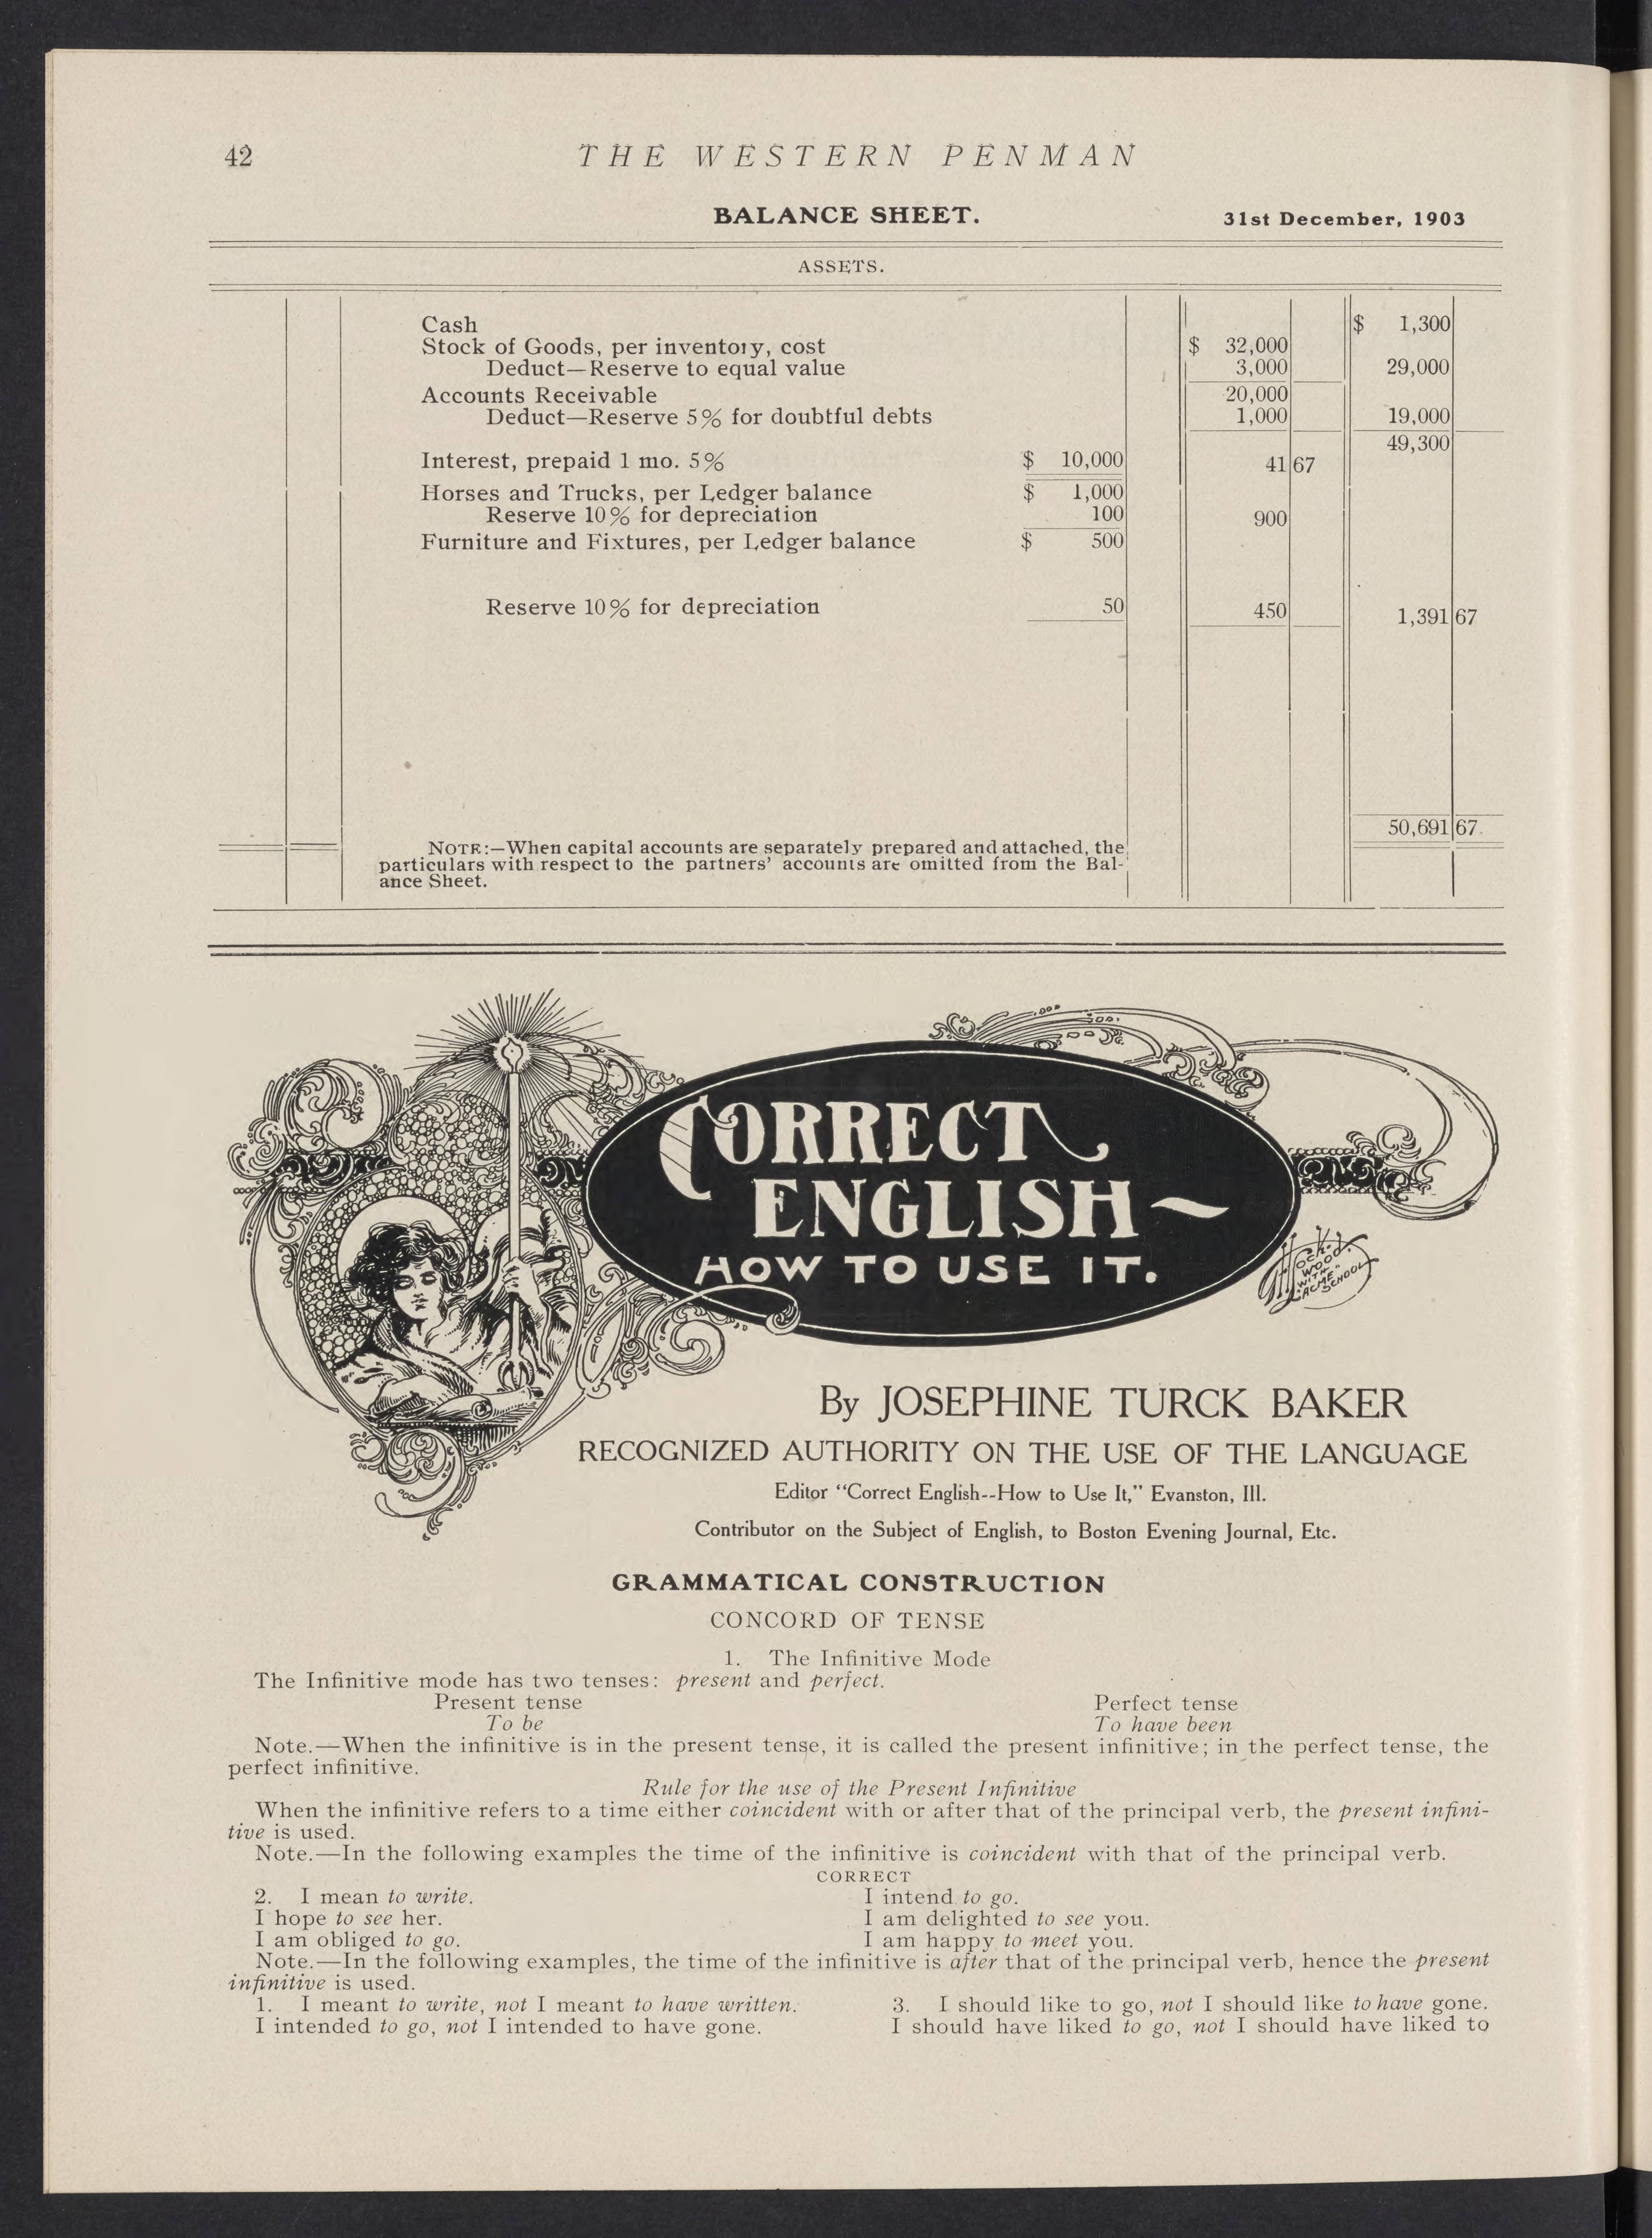 42 THE WESTERN PENMAN
BALANCE SHEET. 31st December, 1903
ASSETS.
Cash $ 1,300
Stock of Goods, per inventory, cost $ 32,000
Deduct—Reserve to equal value 3,000 29,000
Accounts Receivable 20,000
Deduct—Reserve 5% for doubtful debts 1,000 19,000
49,300
Interest, prepaid 1 mo. 5% $ 10,000 41 67
Horses and Trucks, per Ledger balance $ 1,000
Reserve 10% for depreciation 100 900
Furniture and Fixtures, per Ledger balance $ 500
Reserve 10% for depreciation 50 450 1,391 67
50,691 67
NOTE:—When capital accounts are separately prepared and attached, the
particulars with respect to the partners' accounts are omitted from the Bal-
ance Sheet.
CORRECT
ENGLISH
HOW TO USE IT.
WITH
"ACME"
SCHOOL
By JOSEPHINE TURCK BAKER
RECOGNIZED AUTHORITY ON THE USE OF THE LANGUAGE
Editor "Correct English--How to Use It," Evanston, Ill.
Contributor on the Subject of English, to Boston Evening Journal, Etc.
GRAMMATICAL CONSTRUCTION
CONCORD OF TENSE
1. The Infinitive Mode
The Infinitive mode has two tenses: present and perfect.
Present tense Perfect tense
To be To have been
Note.—When the infinitive is in the present tense, it is called the present infinitive; in the perfect tense, the
perfect infinitive.
Rule for the use of the Present Infinitive
When the infinitive refers to a time either coincident with or after that of the principal verb, the present infini-
tive is used.
Note.—In the following examples the time of the infinitive is coincident with that of the principal verb.
CORRECT
2. I mean to write. I intend to go.
I hope to see her. I am delighted to see you.
I am obliged to go. I am happy to meet you.
Note.—In the following examples, the time of the infinitive is after that of the principal verb, hence the present
infinitive is used.
1. I meant to write, not I meant to have written. 3. I should like to go, not I should like to have gone.
I intended to go, not I intended to have gone. I should have liked to go, not I should have liked to